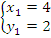 {x₁ = 4
{y₁ = 2